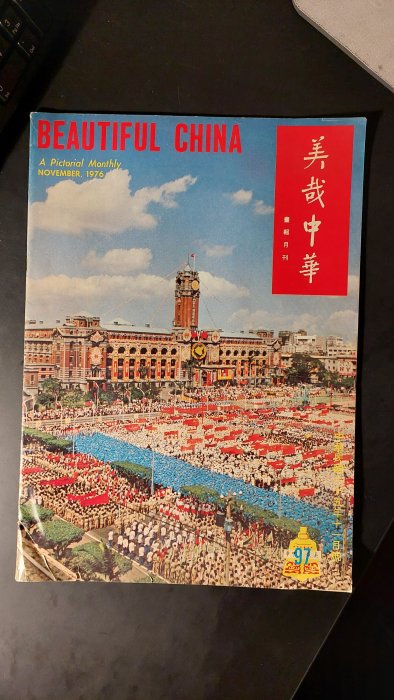 BEAUTIFUL CHINA
A Pictorial Monthly
NOVEMBER, 1976
美哉中華
畫報月刊
97